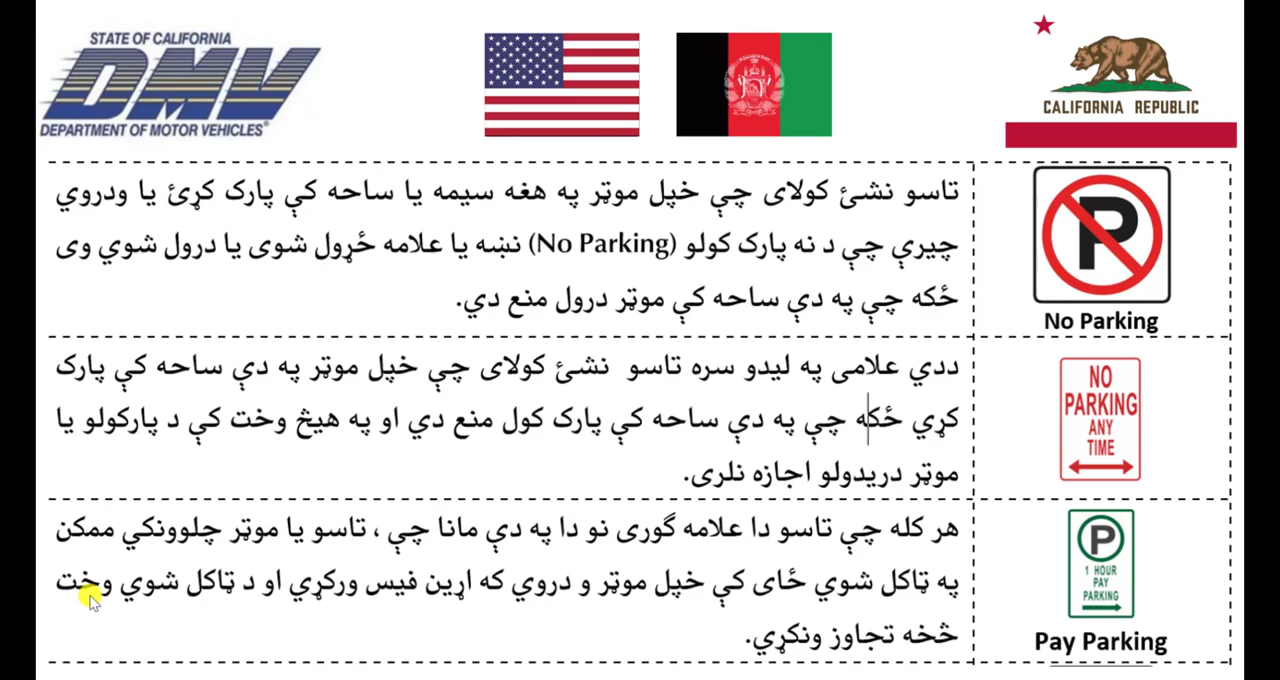 STATE OF CALIFORNIA
DMV
DEPARTMENT OF MOTOR VEHICLES®
CALIFORNIA REPUBLIC
تاسو نشئ کولای چې خپل موټر په هغه سیمه یا ساحه کې پارک کړئ یا ودروي
چیرې چې د نه پارک کولو (No Parking) نښه یا علامه ځړول شوی یا درول شوي وی
ځکه چې په دې ساحه کې موټر درول منع دي.
P
No Parking
ددي علامی په لیدو سره تاسو نشئ کولای چې خپل موټر په دې ساحه کې پارک
کړي ځکه چې په دې ساحه کې پارک کول منع دي او په هیڅ وخت کې د پارکولو یا
موټر دریدولو اجازه نلری.
NO
PARKING
ANY
TIME
هر کله چې تاسو دا علامه گوری نو دا په دې مانا چې ، تاسو یا موټر چلوونکي ممکن
په ټاکل شوي ځای کې خپل موټر و دروي که اړین فیس ورکړي او د ټاکل شوي وخت
څخه تجاوز ونکړي.
P
1 HOUR
PAY
PARKING
Pay Parking